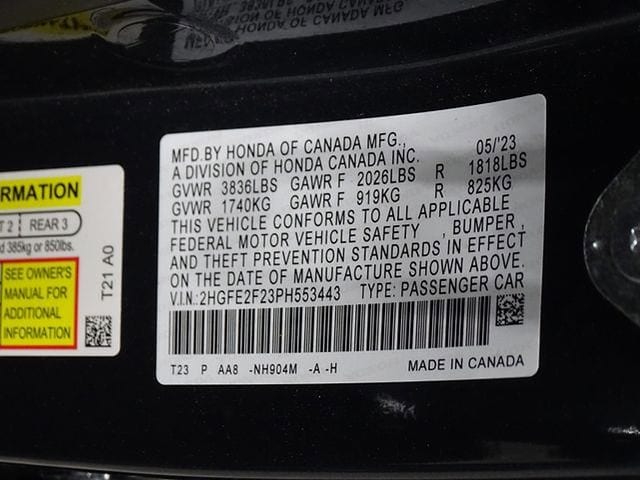 RMATION
T 2 REAR 3
d 385kg or 850lbs.
SEE OWNER'S
MANUAL FOR
ADDITIONAL
INFORMATION
T21 A0
MFD.BY HONDA OF CANADA MFG., 05/'23
A DIVISION OF HONDA CANADA INC.
GVWR 3836LBS GAWR F 2026LBS R 1818LBS
GVWR 1740KG GAWR F 919KG R 825KG
THIS VEHICLE CONFORMS TO ALL APPLICABLE
FEDERAL MOTOR VEHICLE SAFETY , BUMPER,
AND THEFT PREVENTION STANDARDS IN EFFECT
ON THE DATE OF MANUFACTURE SHOWN ABOVE.
V.I.N.: 2HGFE2F23PH553443 TYPE: PASSENGER CAR
T23 P AA8 -NH904M -A -H MADE IN CANADA